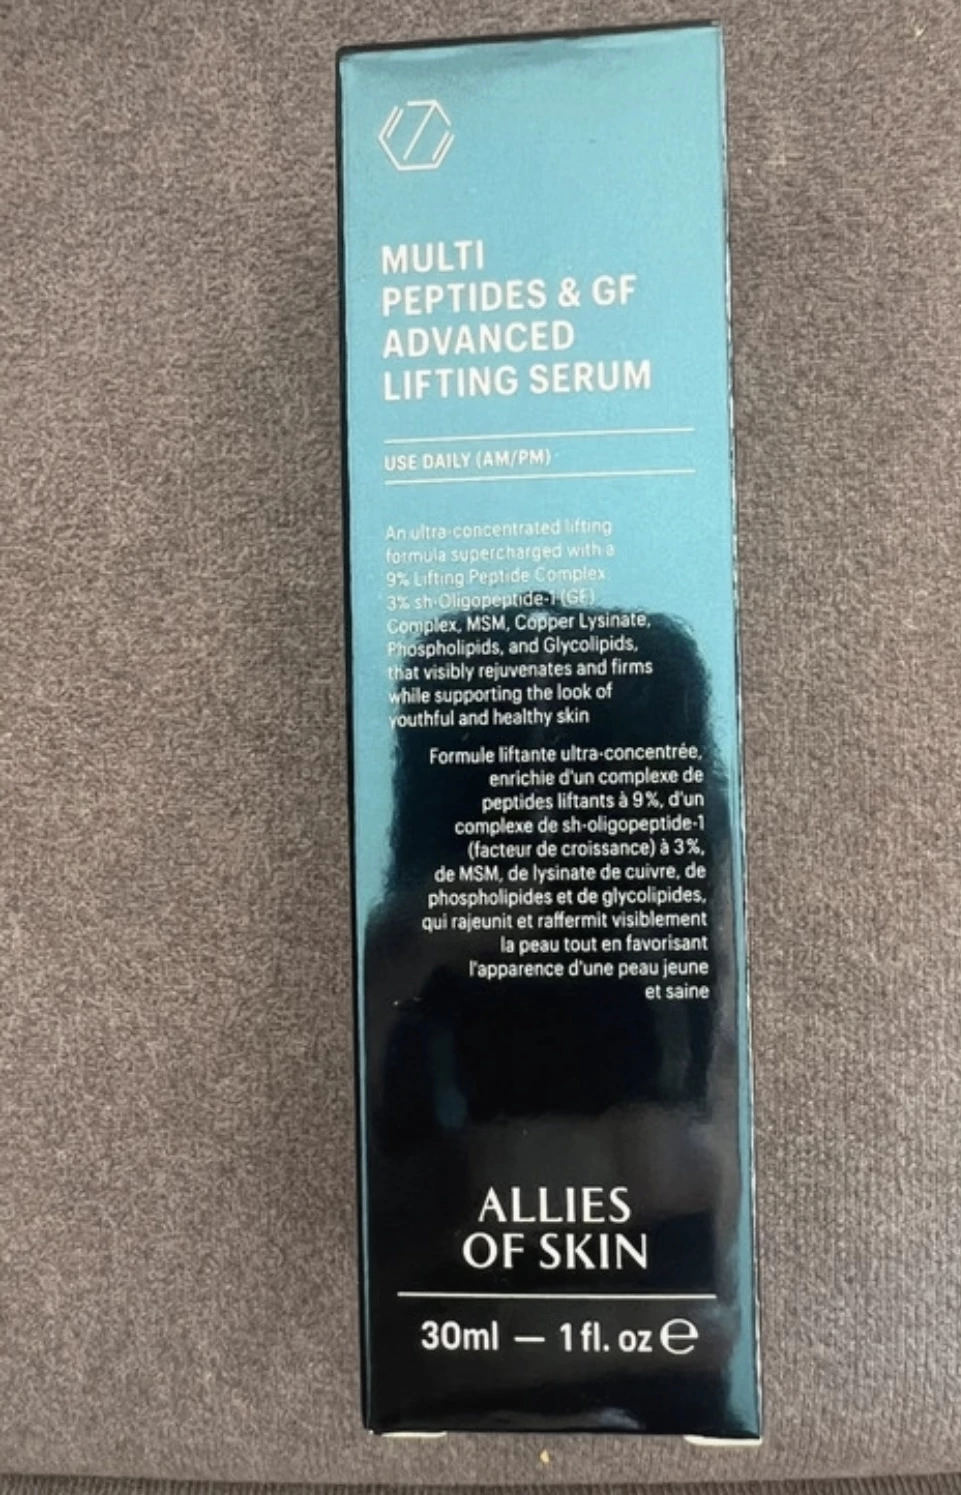 MULTI
PEPTIDES & GF
ADVANCED
LIFTING SERUM
USE DAILY (AM/PM)
An ultra-concentrated lifting
formula supercharged with a
9% Lifting Peptide Complex
3% sh-Oligopeptide-1 (GF)
Complex, MSM, Copper Lysinate,
Phospholipids, and Glycolipids,
that visibly rejuvenates and firms
while supporting the look of
youthful and healthy skin
Formule liftante ultra-concentrée,
enrichie d'un complexe de
peptides liftants à 9%, d'un
complexe de sh-oligopeptide-1
(facteur de croissance) à 3%,
de MSM, de lysinate de cuivre, de
phospholipides et de glycolipides,
qui rajeunit et raffermit visiblement
la peau tout en favorisant
l'apparence d'une peau jeune
et saine
ALLIES
OF SKIN
30ml — 1 fl. oz ℮